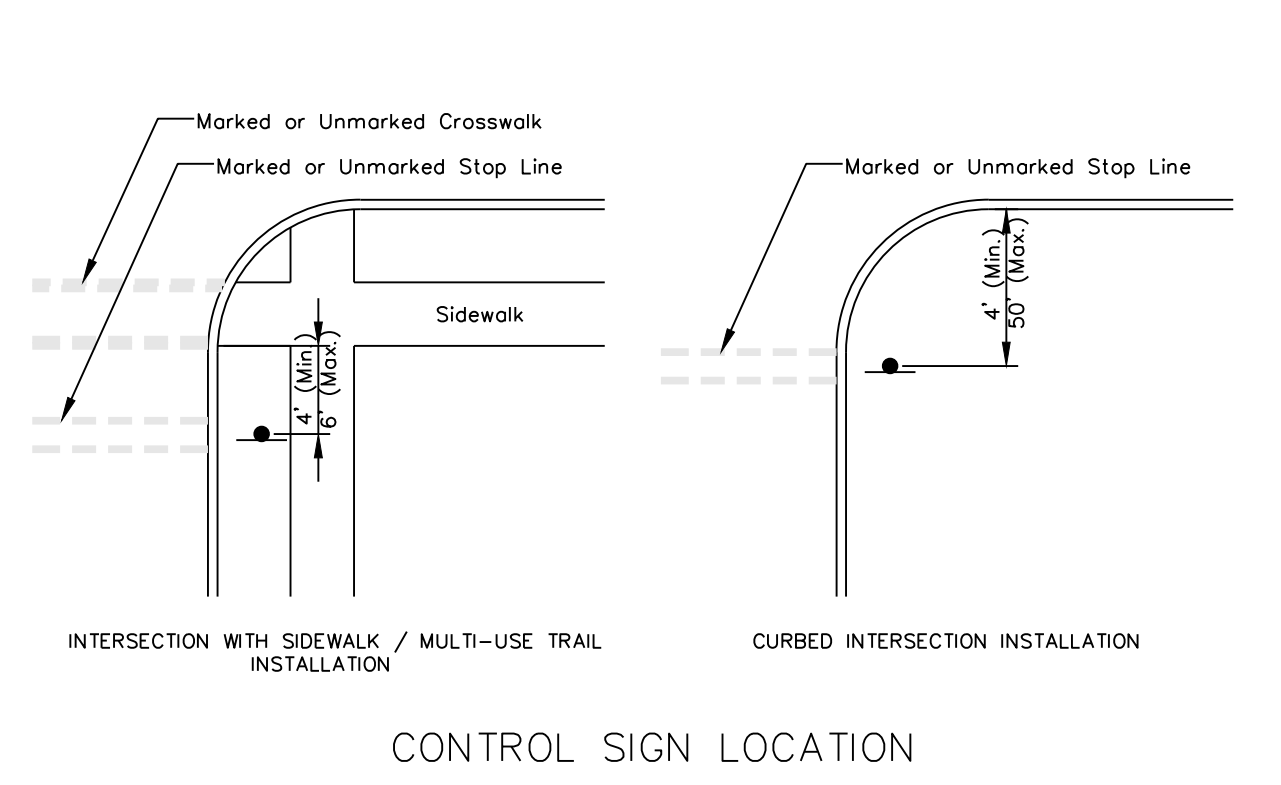 Marked or Unmarked Crosswalk
Marked or Unmarked Stop Line
Sidewalk
4' (Min.)
6' (Max.)
INTERSECTION WITH SIDEWALK / MULTI-USE TRAIL
INSTALLATION
Marked or Unmarked Stop Line
4' (Min.)
50' (Max.)
CURBED INTERSECTION INSTALLATION
CONTROL SIGN LOCATION